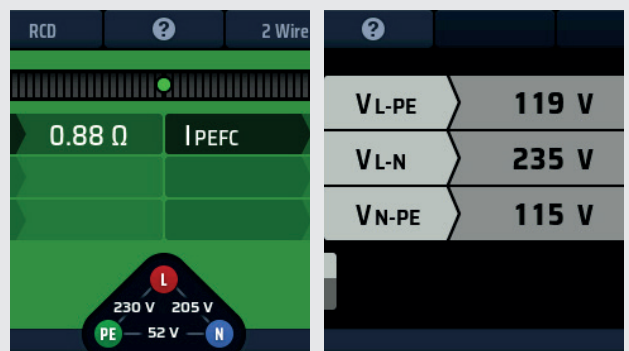 RCD ? 2 Wire
0.88 Ω IPEFC
L
230 V 205 V
PE 52 V N
?
VL-PE 119 V
VL-N 235 V
VN-PE 115 V